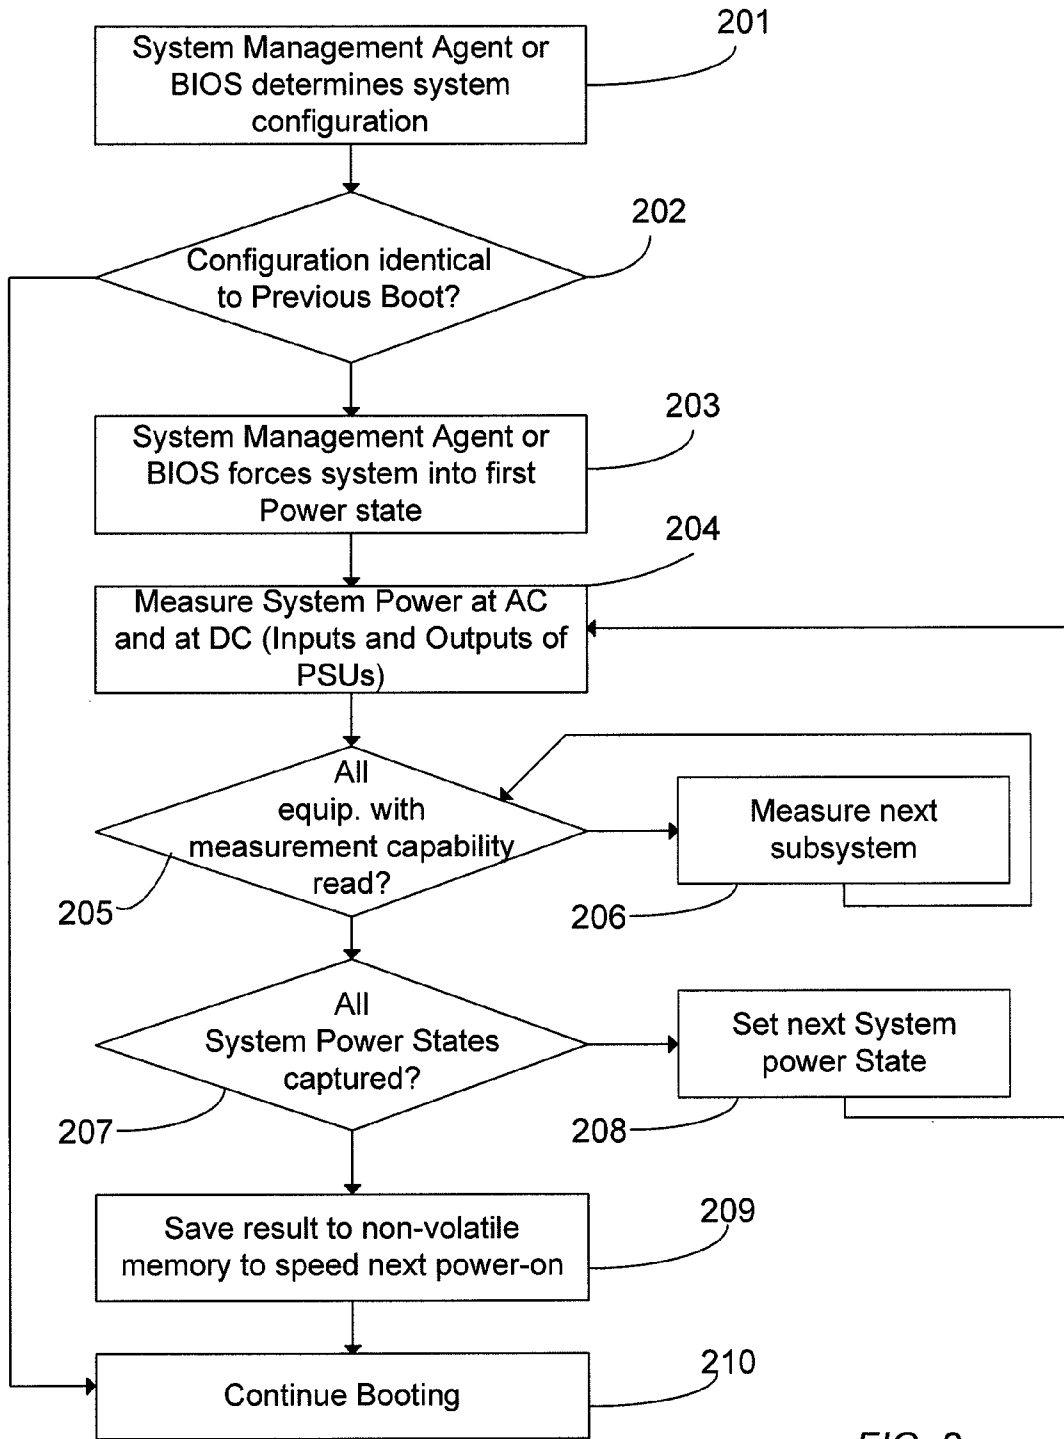 201
System Management Agent or
BIOS determines system
configuration
202
Configuration identical
to Previous Boot?
203
System Management Agent or
BIOS forces system into first
Power state
204
Measure System Power at AC
and at DC (Inputs and Outputs of
PSUs)
All
equip. with
measurement capability
read?
205
Measure next
subsystem
206
All
System Power States
captured?
207
Set next System
power State
208
209
Save result to non-volatile
memory to speed next power-on
210
Continue Booting